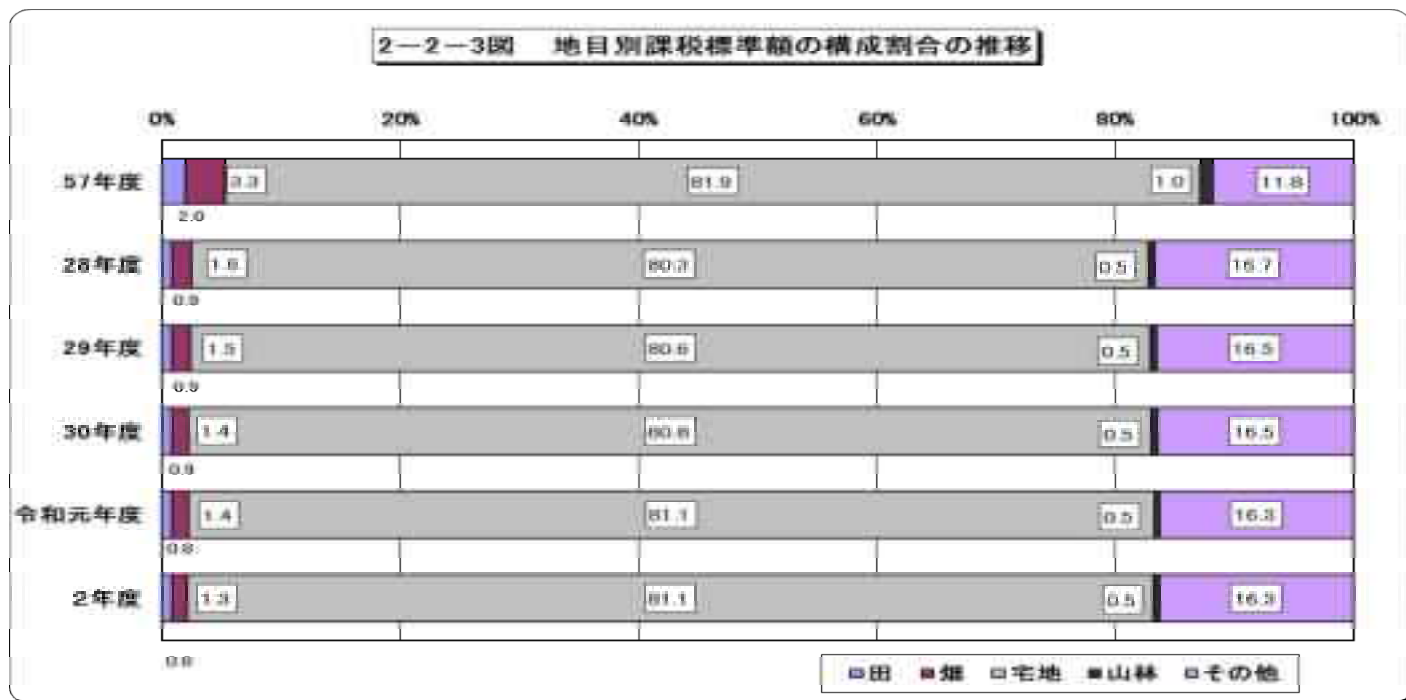 2－2－3図　地目別課税標準額の構成割合の推移
0% 20% 40% 60% 80% 100%
57年度 3.3 81.9 1.0 11.8
2.0
28年度 1.6 80.3 0.5 16.7
0.9
29年度 1.5 80.6 0.5 16.5
0.9
30年度 1.4 80.8 0.5 16.5
0.9
令和元年度 1.4 81.1 0.5 16.3
0.8
2年度 1.3 81.1 0.5 16.3
0.8
田 畑 宅地 山林 その他